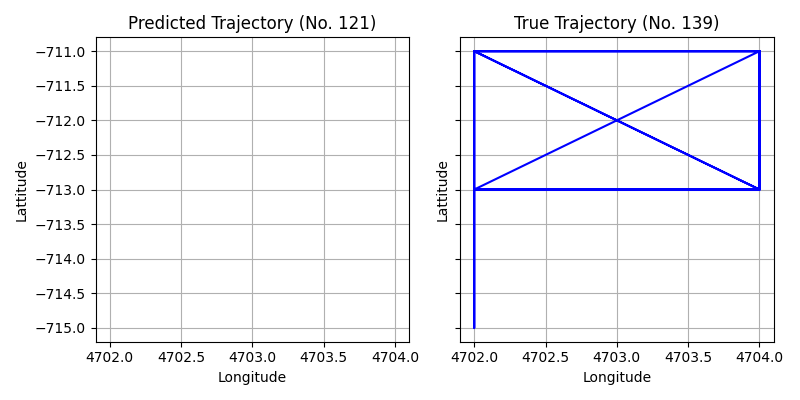 Predicted Trajectory (No. 121)
True Trajectory (No. 139)
−711.0
−711.5
−712.0
−712.5
−713.0
−713.5
−714.0
−714.5
−715.0
Lattitude
Lattitude
4702.0 4702.5 4703.0 4703.5 4704.0
4702.0 4702.5 4703.0 4703.5 4704.0
Longitude
Longitude